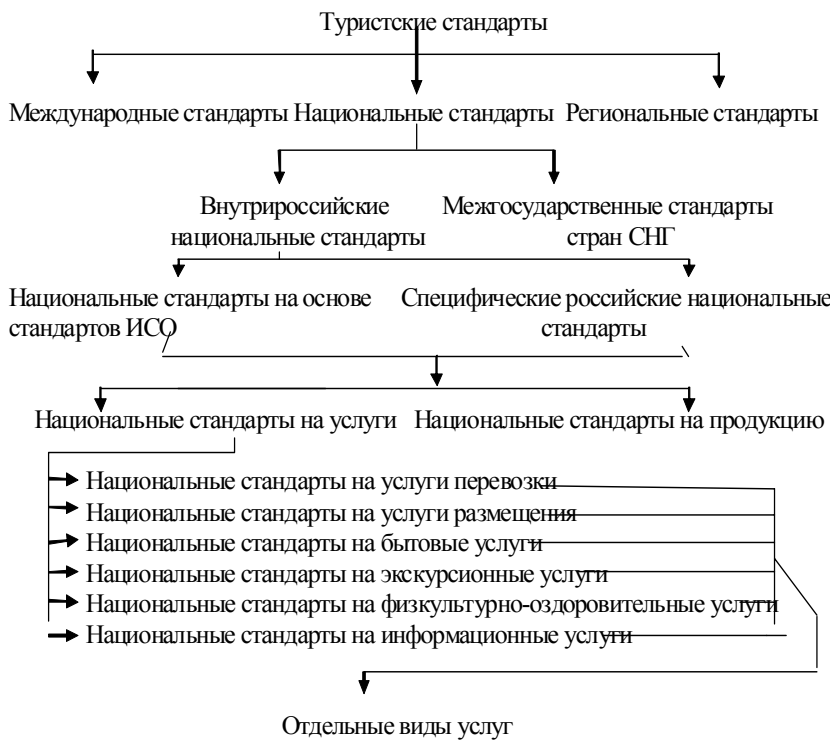 Туристские стандарты
Международные стандарты Национальные стандарты Региональные стандарты
Внутрироссийские национальные стандарты
Межгосударственные стандарты стран СНГ
Национальные стандарты на основе стандартов ИСО
Специфические российские национальные стандарты
Национальные стандарты на услуги Национальные стандарты на продукцию
Национальные стандарты на услуги перевозки
Национальные стандарты на услуги размещения
Национальные стандарты на бытовые услуги
Национальные стандарты на экскурсионные услуги
Национальные стандарты на физкультурно-оздоровительные услуги
Национальные стандарты на информационные услуги
Отдельные виды услуг